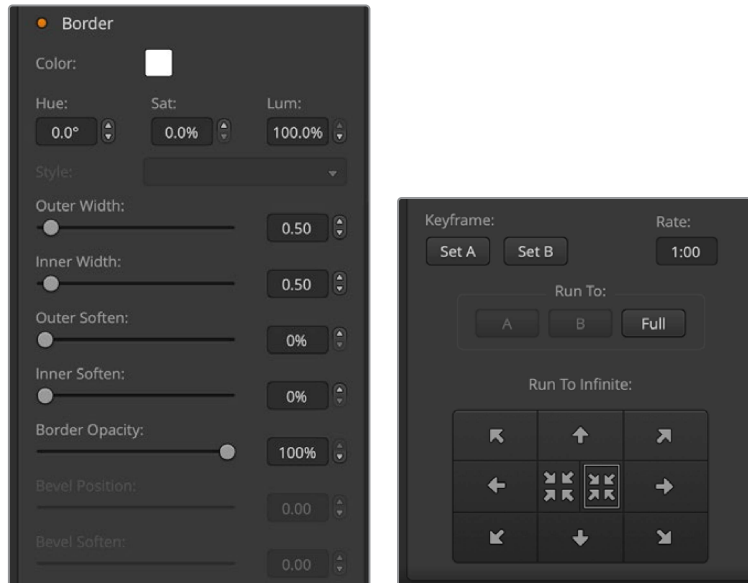 Border
Color:
Hue: Sat: Lum:
0.0° 0.0% 100.0%
Style:
Outer Width:
0.50
Inner Width:
0.50
Outer Soften:
0%
Inner Soften:
0%
Border Opacity:
100%
Bevel Position:
0.00
Bevel Soften:
0.00
Keyframe: Rate:
Set A Set B 1:00
Run To:
A B Full
Run To Infinite: